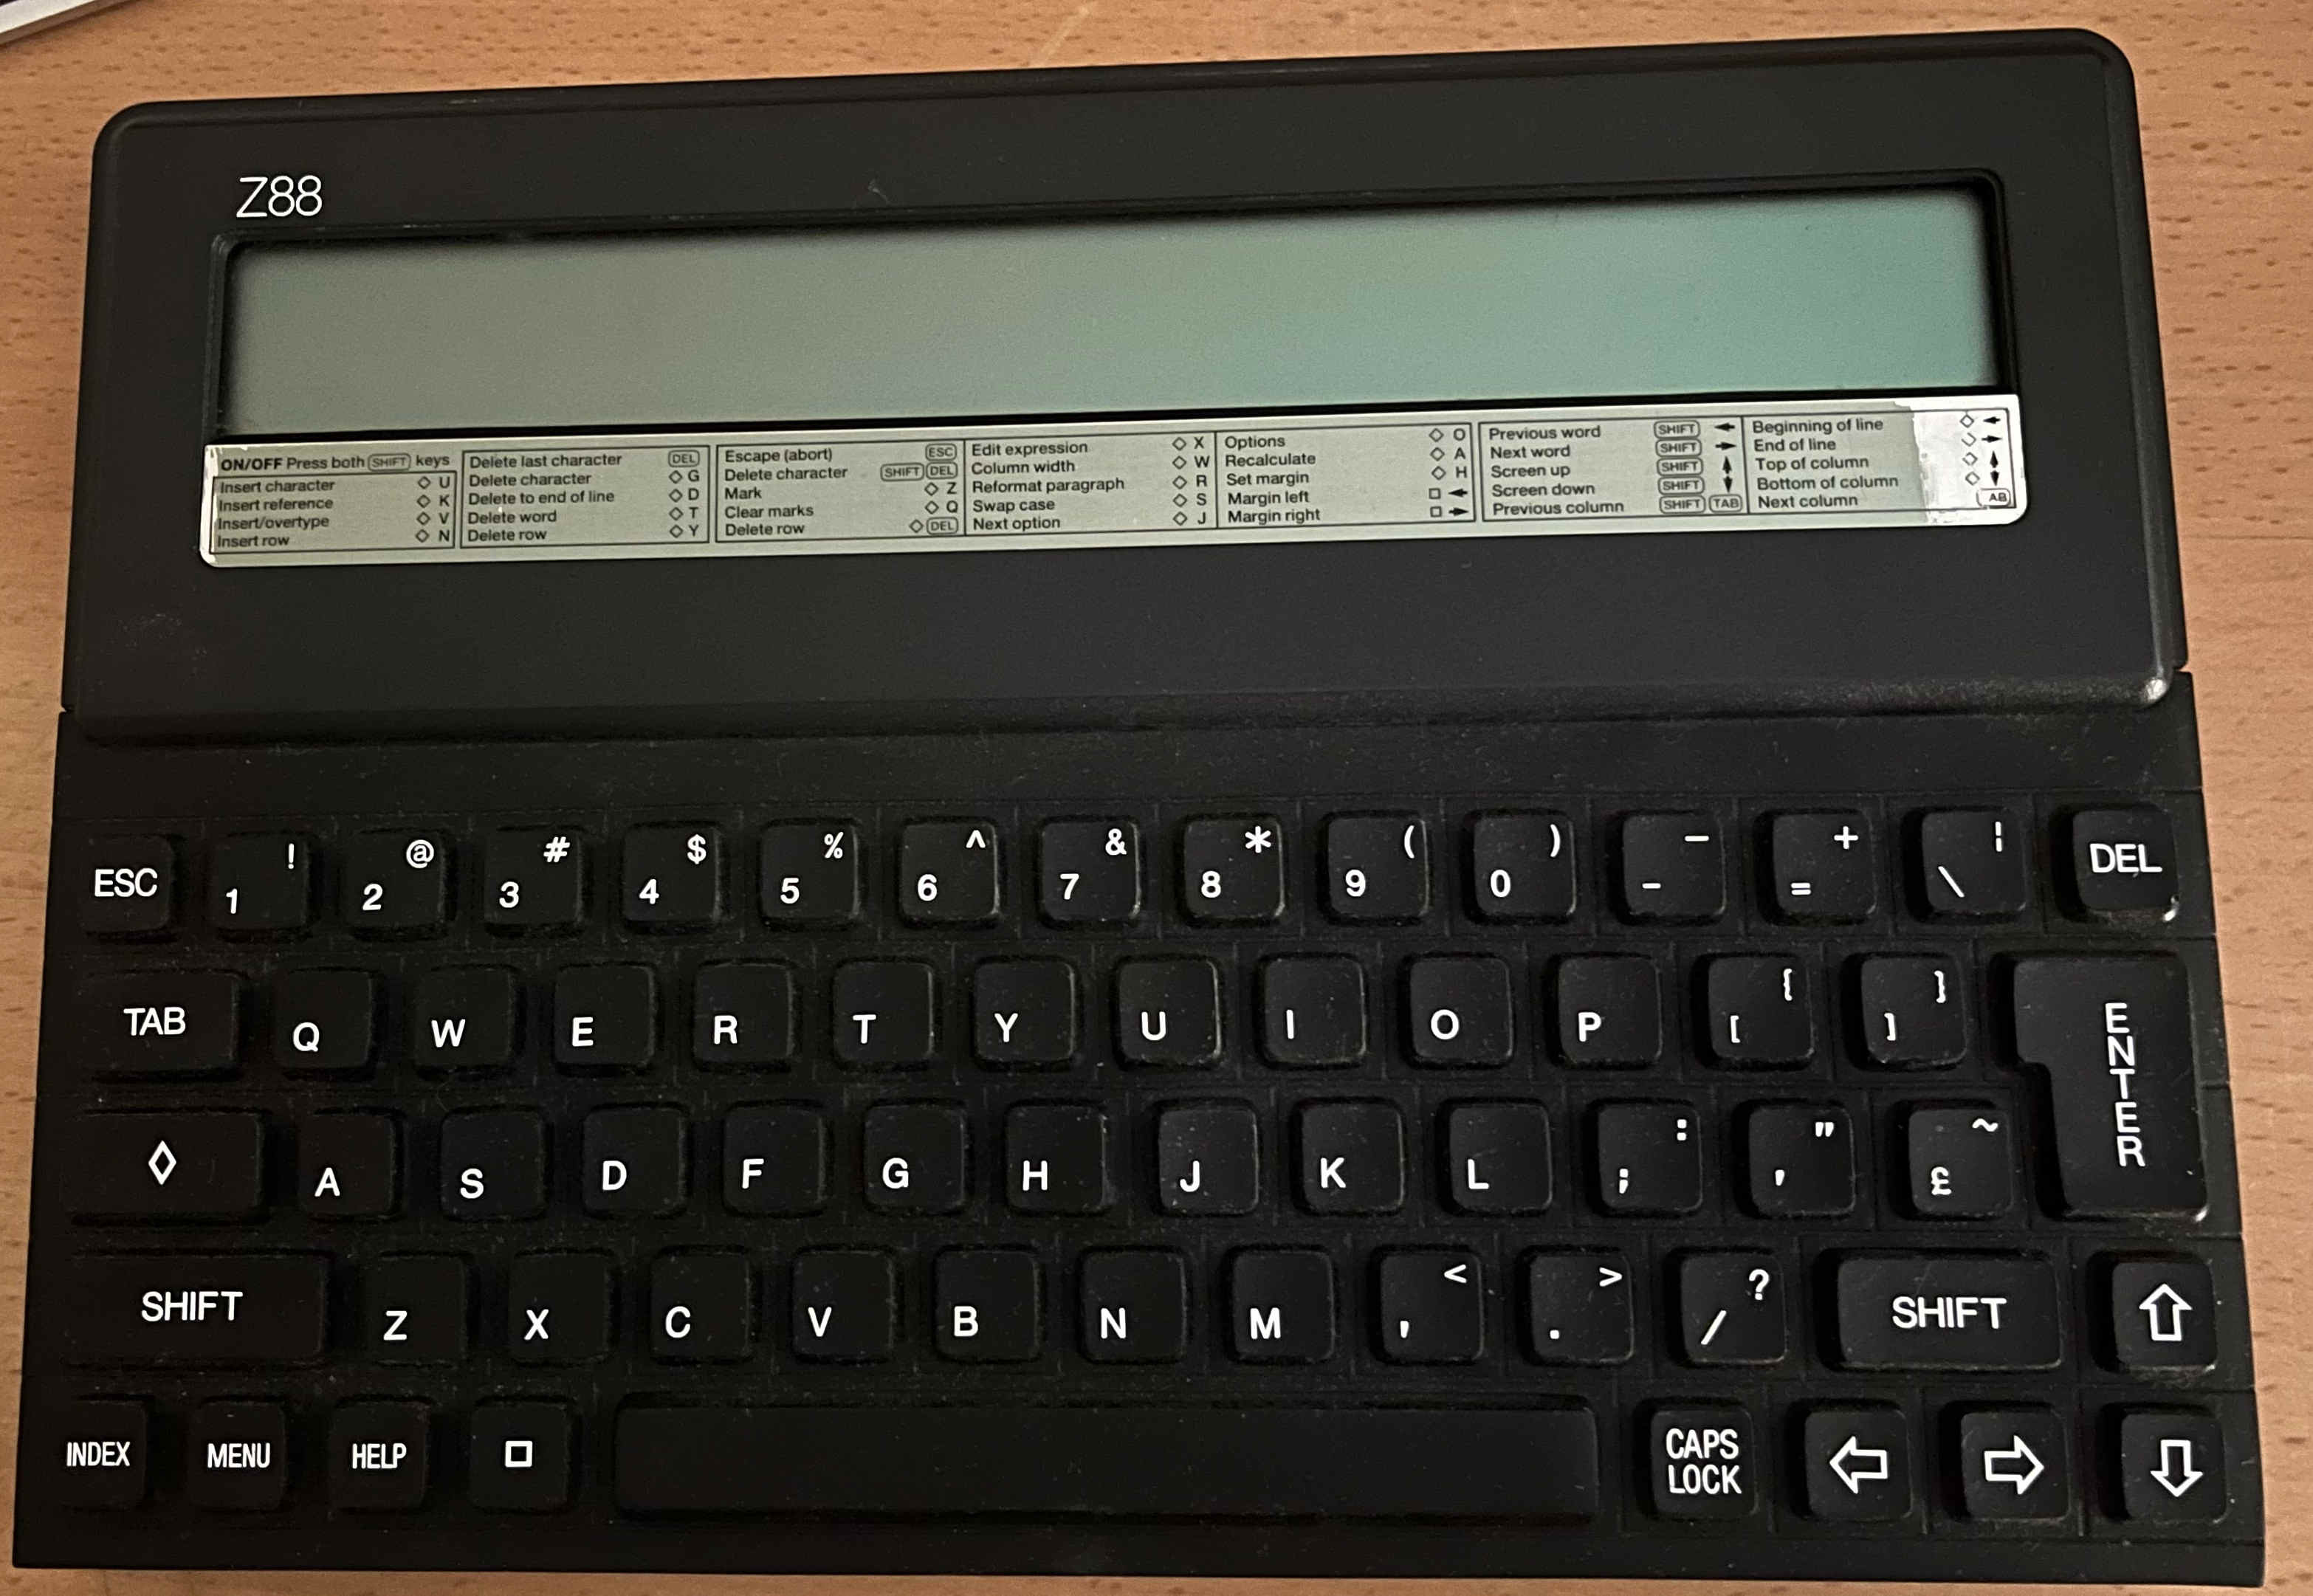 Z88
ON/OFF Press both SHIFT keys
Insert character ◇ U
Insert reference ◇ K
Insert/overtype ◇ V
Insert row ◇ N
Delete last character DEL
Delete character ◇ G
Delete to end of line ◇ D
Delete word ◇ T
Delete row ◇ Y
Escape (abort) ESC
Delete character SHIFT DEL
Mark ◇ Z
Clear marks ◇ Q
Delete row ◇ DEL
Edit expression ◇ X
Column width ◇ W
Reformat paragraph ◇ R
Swap case ◇ S
Next option ◇ J
Options ◇ O
Recalculate ◇ A
Set margin ◇ H
Margin left □ ←
Margin right □ →
Previous word SHIFT ←
Next word SHIFT →
Screen up SHIFT ↑
Screen down SHIFT ↓
Previous column SHIFT TAB
Beginning of line ◇ ←
End of line ◇ →
Top of column ◇ ↑
Bottom of column ◇ ↓
Next column AB
ESC ! 1 @ 2 # 3 $ 4 % 5 ^ 6 & 7 * 8 ( 9 ) 0 — - + = ¦ \ DEL
TAB Q W E R T Y U I O P { [ } ] ENTER
◇ A S D F G H J K L : ; " ' ~ £
SHIFT Z X C V B N M < , > . ? / SHIFT ⇧
INDEX MENU HELP □ CAPS LOCK ⇦ ⇨ ⇩